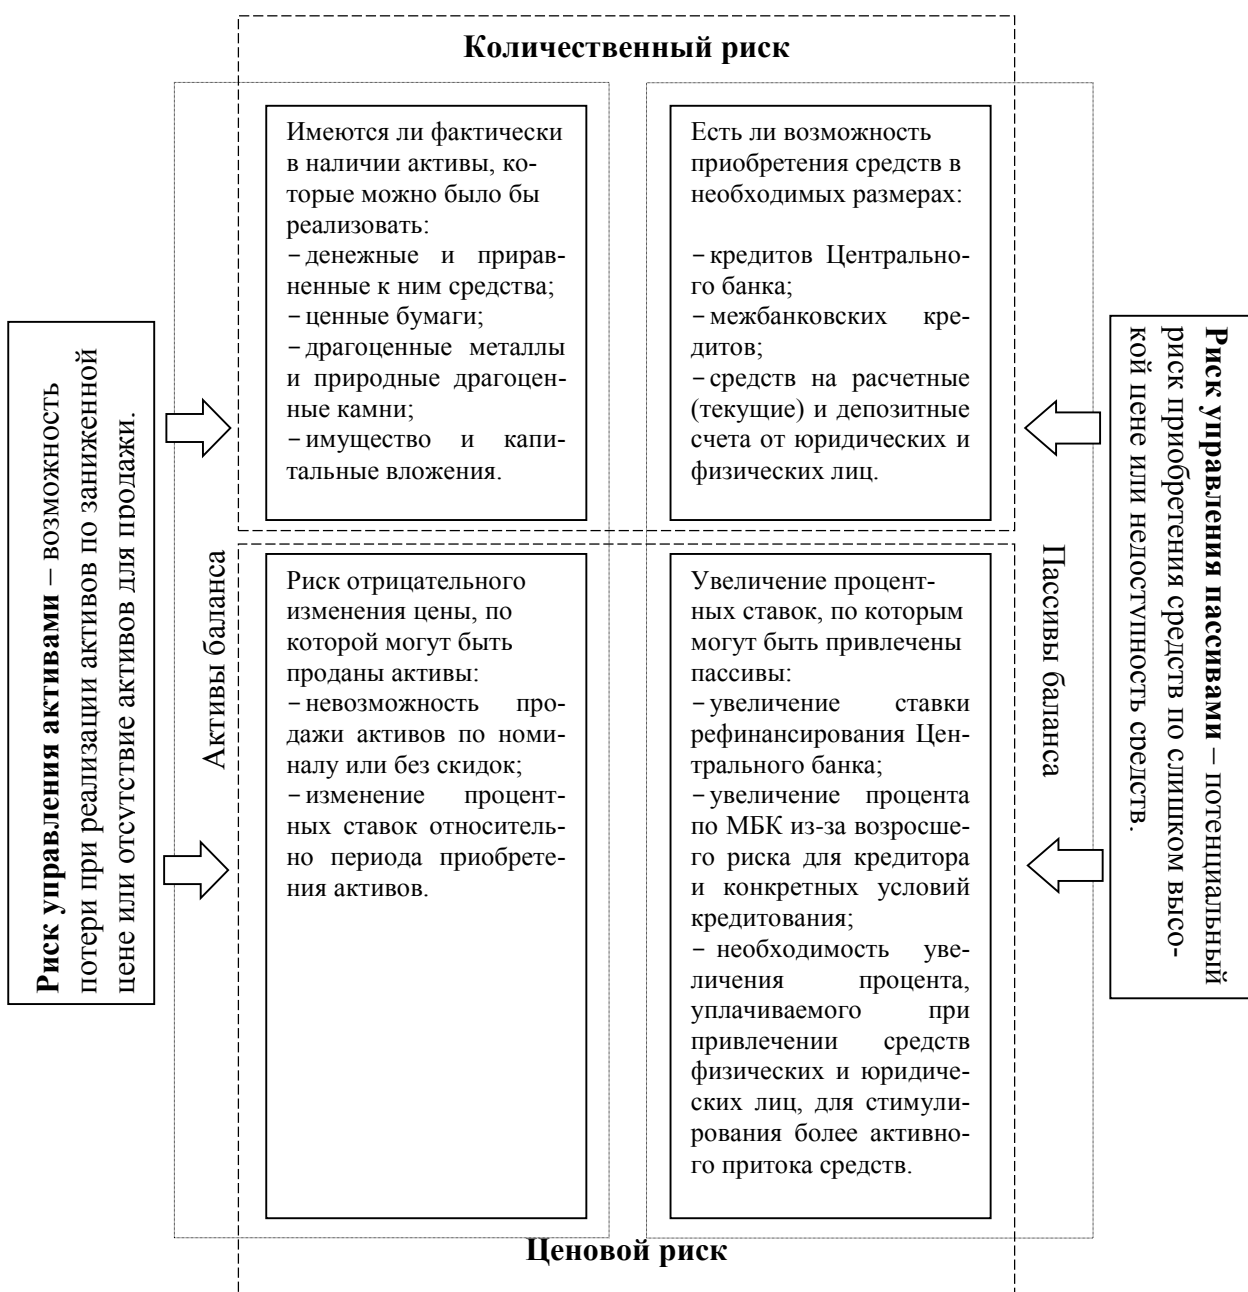 Количественный риск
Имеются ли фактически
в наличии активы, ко-
торые можно было бы
реализовать:
− денежные и прирав-
ненные к ним средства;
− ценные бумаги;
− драгоценные металлы
и природные драгоцен-
ные камни;
− имущество и капи-
тальные вложения.
Есть ли возможность
приобретения средств в
необходимых размерах:
− кредитов Центрально-
го банка;
− межбанковских кре-
дитов;
− средств на расчетные
(текущие) и депозитные
счета от юридических и
физических лиц.
Риск управления активами – возможность
потери при реализации активов по заниженной
цене или отсутствие активов для продажи.
Активы баланса
Риск отрицательного
изменения цены, по
которой могут быть
проданы активы:
− невозможность про-
дажи активов по номи-
налу или без скидок;
− изменение процент-
ных ставок относитель-
но периода приобрете-
ния активов.
Увеличение процент-
ных ставок, по которым
могут быть привлечены
пассивы:
− увеличение ставки
рефинансирования Цен-
трального банка;
− увеличение процента
по МБК из-за возросше-
го риска для кредитора
и конкретных условий
кредитования;
− необходимость уве-
личения процента,
уплачиваемого при
привлечении средств
физических и юридиче-
ских лиц, для стимули-
рования более активно-
го притока средств.
Пассивы баланса
Риск управления пассивами – потенциальный
риск приобретения средств по слишком высо-
кой цене или недоступность средств.
Ценовой риск